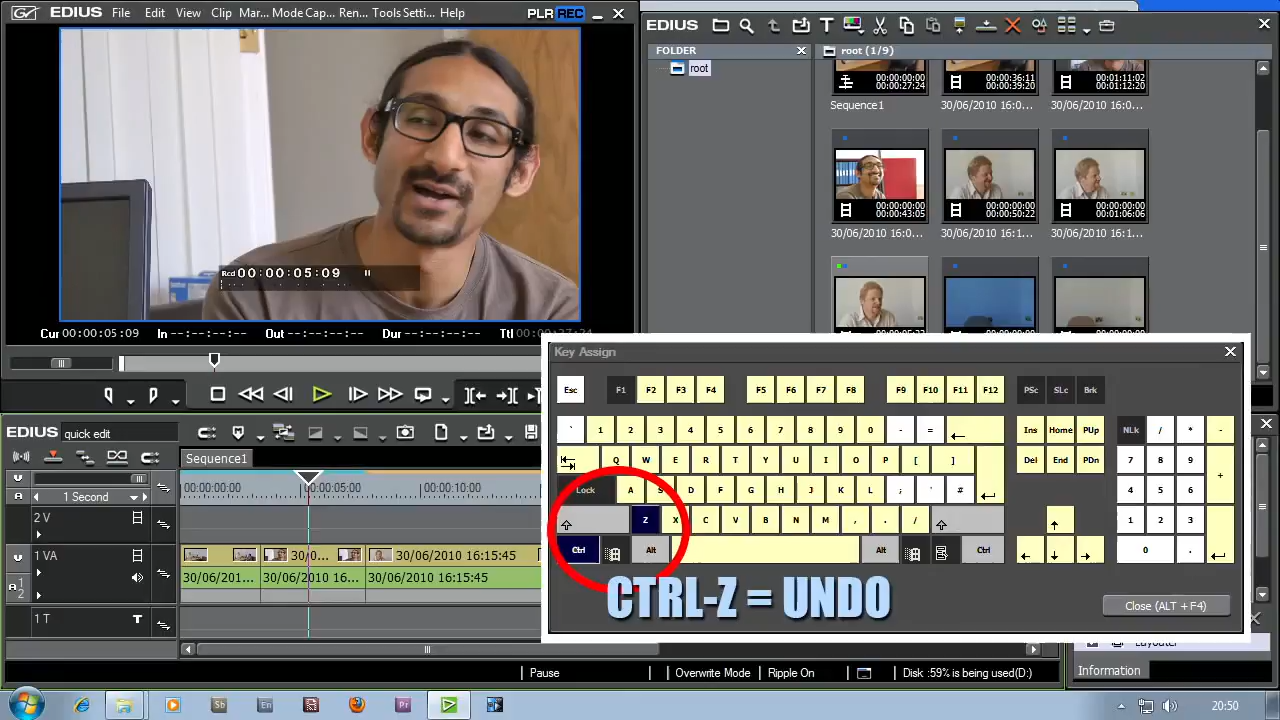 EDIUS File Edit View Clip Mar... Mode Cap... Ren... Tools Setti... Help PLR REC
Rcd 00:00:05:09
Cur 00:00:05:09 In --:--:--:-- Out --:--:--:-- Dur --:--:--:-- Ttl 00:00:27:24
EDIUS
FOLDER
root
root (1/9)
00:00:00:00
00:00:27:24
00:00:36:11
00:00:39:20
00:01:11:02
00:01:12:20
Sequence1 30/06/2010 16:0... 30/06/2010 16:0...
00:00:00:00
00:00:43:05
00:00:00:00
00:00:50:22
00:00:00:00
00:01:06:06
30/06/2010 16:0... 30/06/2010 16:1... 30/06/2010 16:1...
Key Assign
Esc F1 F2 F3 F4 F5 F6 F7 F8 F9 F10 F11 F12 PSc SLc Brk
` 1 2 3 4 5 6 7 8 9 0 - = Ins Home PUp NLk / * -
Q W E R T Y U I O P [ ] Del End PDn 7 8 9 +
Lock A S D F G H J K L ; ' # 4 5 6
Z X C V B N M , . / 1 2 3
Ctrl Alt Alt Ctrl 0 .
CTRL-Z = UNDO
Close (ALT + F4)
EDIUS quick edit
Sequence1
1 Second
00:00:00:00 00:00:05:00 00:00:10:00
2 V
1 VA 30/0... 30/06/2010 16:15:45
A 1 2 30/06/201... 30/06/2010 16... 30/06/2010 16:15:45
1 T T
Pause Overwrite Mode Ripple On Disk :59% is being used(D:)
Layouter
Information
Sb En Pr 20:50